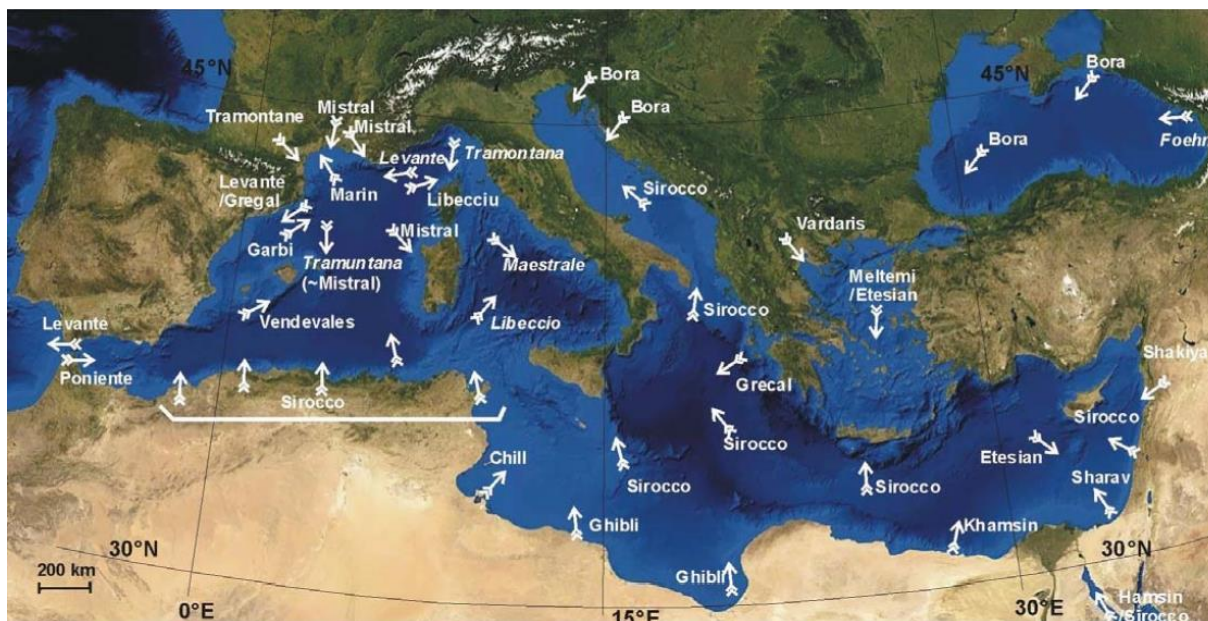 45°N
45°N
Bora
Bora
Bora
Bora
Foehn
Tramontane
Mistral
Mistral
Levante
Tramontana
Levante
/Gregal
Marin
Libecciu
Sirocco
Garbi
Mistral
Vardaris
Tramuntana
(~Mistral)
Maestrale
Meltemi
/Etesian
Levante
Vendevales
Libeccio
Sirocco
Poniente
Grecal
Shakiya
Sirocco
Sirocco
Sirocco
Chill
Sirocco
Sirocco
Etesian
Sharav
Ghibli
Khamsin
30°N
30°N
200 km
Ghibli
Hamsin
/Sirocco
0°E
15°E
30°E